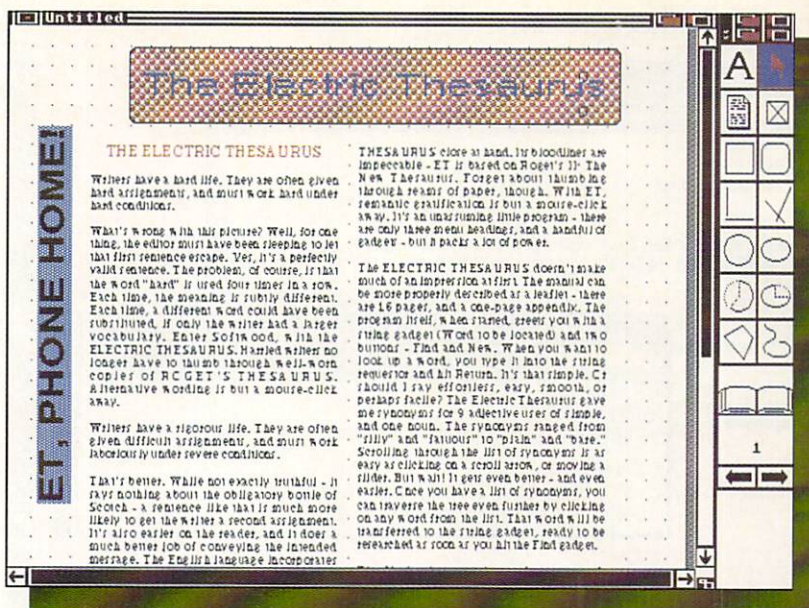 Untitled
The Electric Thesaurus
ET, PHONE HOME!
THE ELECTRIC THESAURUS
Writers have a hard life. They are often given
hard assignments, and must work hard under
hard conditions.
What's wrong with this picture? Well, for one
thing, the editor must have been sleeping to let
that first sentence escape. Yes, it's a perfectly
valid sentence. The problem, of course, is that
the word "hard" is used four times in a row.
Each time, the meaning is subtly different.
Each time, a different word could have been
substituted, if only the writer had a larger
vocabulary. Enter Softwood, with the
ELECTRIC THESAURUS. Harried writers no
longer have to thumb through well-worn
copies of ROGET'S THESAURUS.
Alternative wording is but a mouse-click
away.
Writers have a rigorous life. They are often
given difficult assignments, and must work
laboriously under severe conditions.
That's better. While not exactly truthful - it
says nothing about the obligatory bottle of
Scotch - a sentence like that is much more
likely to get the writer a second assignment.
It's also easier on the reader, and it does a
much better job of conveying the intended
message. The English language incorporates
THESAURUS close at hand. Its bloodlines are
impeccable - ET is based on Roget's II: The
New Thesaurus. Forget about thumbing
through reams of paper, though. With ET,
semantic gratification is but a mouse-click
away. It's an unassuming little program - there
are only three menu headings, and a handful of
gadgets - but it packs a lot of power.
The ELECTRIC THESAURUS doesn't make
much of an impression at first. The manual can
be more properly described as a leaflet - there
are 16 pages, and a one-page appendix. The
program itself, when started, greets you with a
string gadget (Word to be located) and two
buttons - Find and New. When you want to
look up a word, you type it into the string
requestor and hit Return. It's that simple. Or
should I say effortless, easy, smooth, or
perhaps facile? The Electric Thesaurus gave
me synonyms for 9 adjective uses of simple,
and one noun. The synonyms ranged from
"silly" and "fatuous" to "plain" and "bare."
Scrolling through the list of synonyms is as
easy as clicking on a scroll arrow, or moving a
slider. But wait! It gets even better - and even
easier. Once you have a list of synonyms, you
can traverse the tree even further by clicking
on any word from the list. That word will be
transferred to the string gadget, ready to be
researched as soon as you hit the Find gadget.
A
1